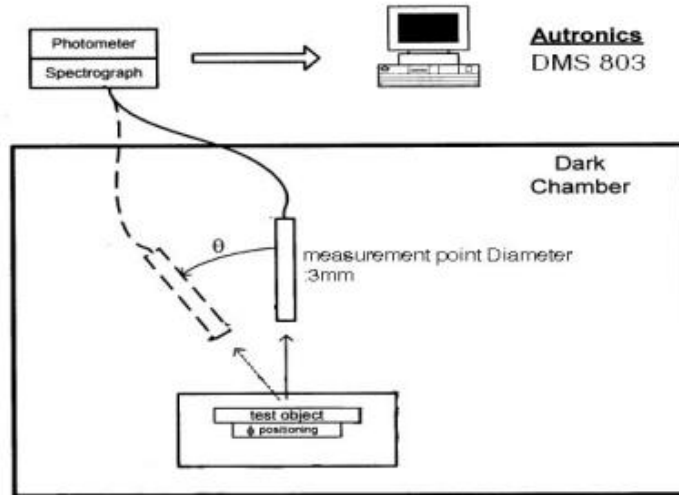 Photometer
Spectrograph
Autronics
DMS 803
Dark
Chamber
θ
measurement point Diameter
:3mm
test object
ϕ positioning